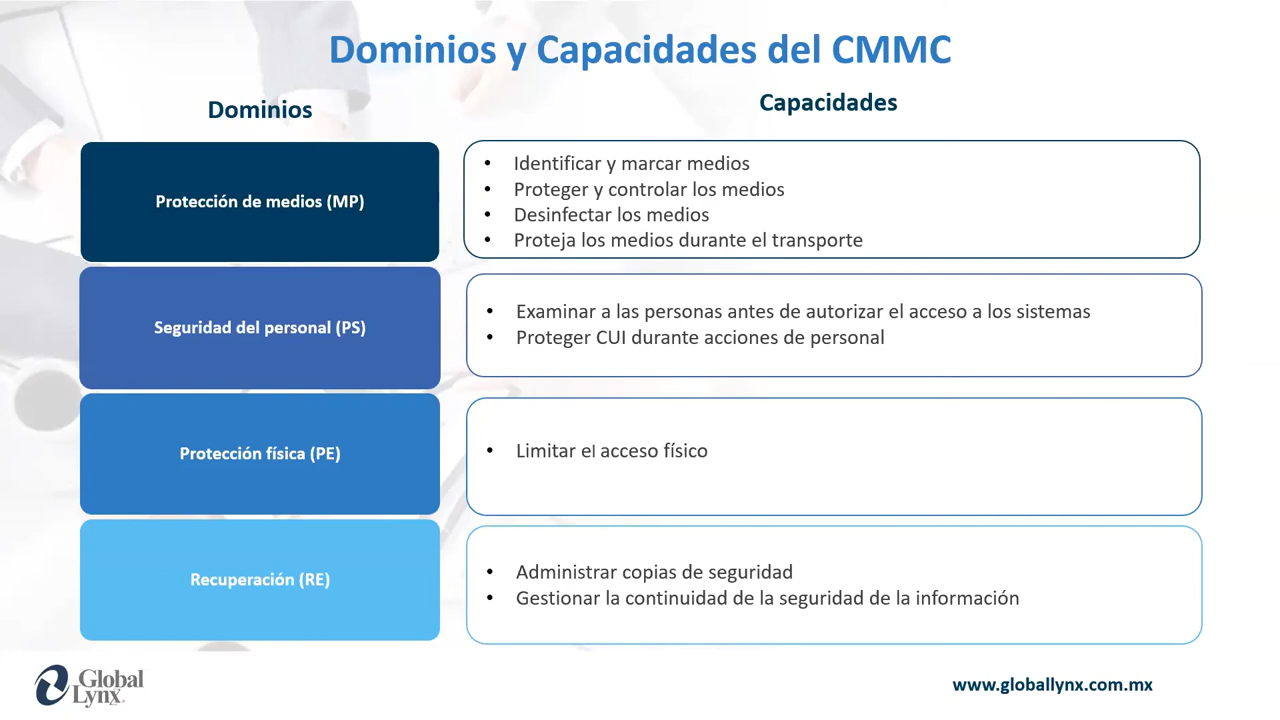 Dominios y Capacidades del CMMC
Dominios
Capacidades
Protección de medios (MP)
• Identificar y marcar medios
• Proteger y controlar los medios
• Desinfectar los medios
• Proteja los medios durante el transporte
Seguridad del personal (PS)
• Examinar a las personas antes de autorizar el acceso a los sistemas
• Proteger CUI durante acciones de personal
Protección física (PE)
• Limitar el acceso físico
Recuperación (RE)
• Administrar copias de seguridad
• Gestionar la continuidad de la seguridad de la información
Global
Lynx
www.globallynx.com.mx